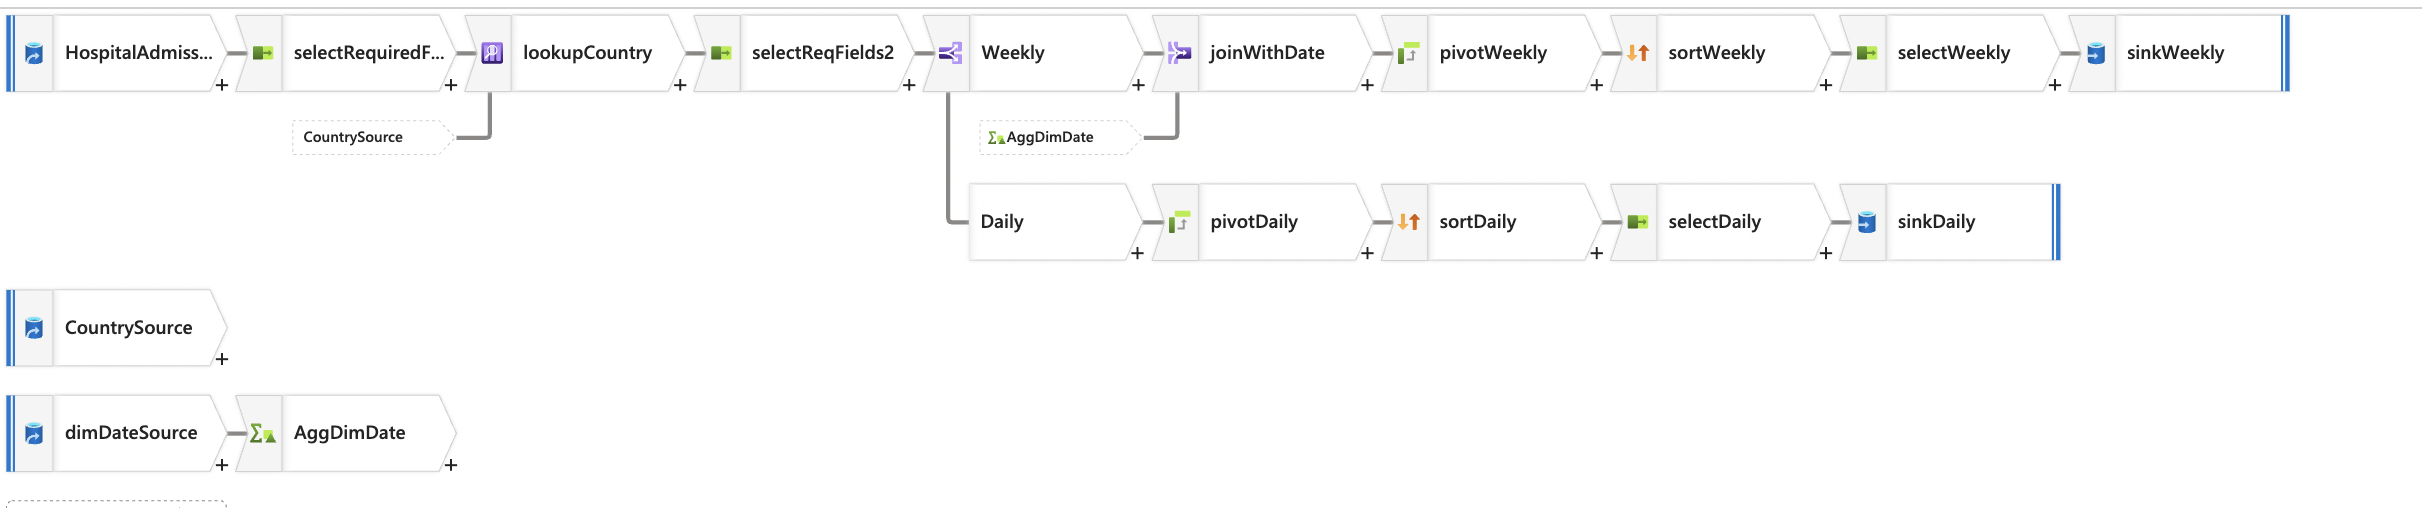 HospitalAdmiss...
selectRequiredF...
lookupCountry
selectReqFields2
Weekly
joinWithDate
pivotWeekly
sortWeekly
selectWeekly
sinkWeekly
+ + + + + + + + +
CountrySource
AggDimDate
Daily
pivotDaily
sortDaily
selectDaily
sinkDaily
+ + + +
CountrySource
+
dimDateSource
AggDimDate
+ +